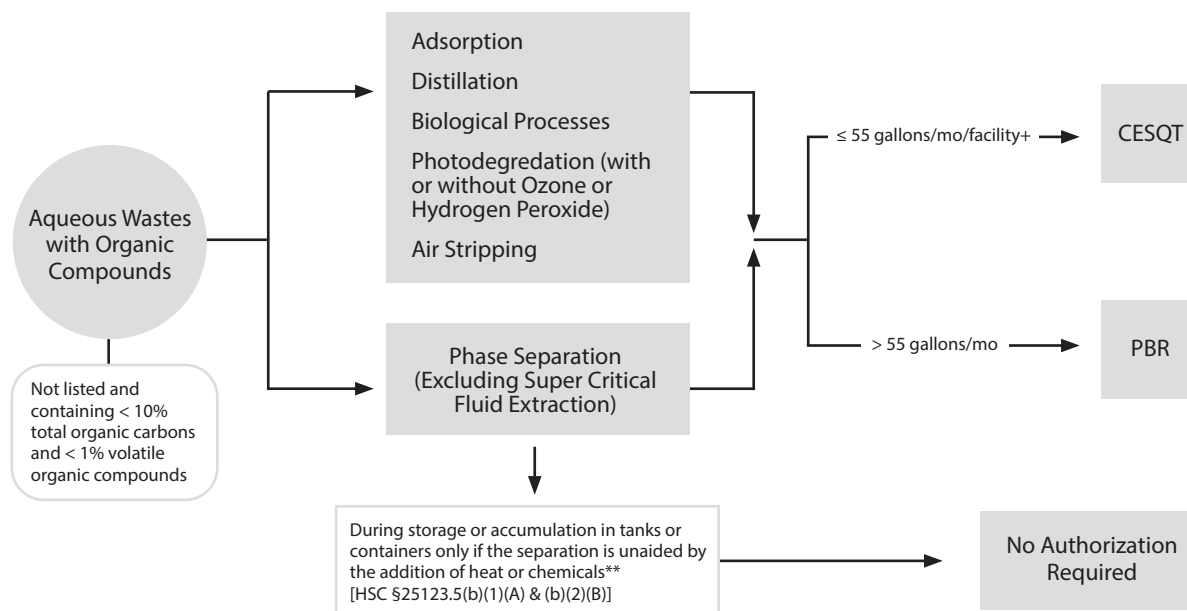 Aqueous Wastes
with Organic
Compounds
Not listed and
containing < 10%
total organic carbons
and < 1% volatile
organic compounds
Adsorption
Distillation
Biological Processes
Photodegredation (with
or without Ozone or
Hydrogen Peroxide)
Air Stripping
Phase Separation
(Excluding Super Critical
Fluid Extraction)
≤ 55 gallons/mo/facility+
CESQT
> 55 gallons/mo
PBR
During storage or accumulation in tanks or
containers only if the separation is unaided by
the addition of heat or chemicals**
[HSC §25123.5(b)(1)(A) & (b)(2)(B)]
No Authorization
Required